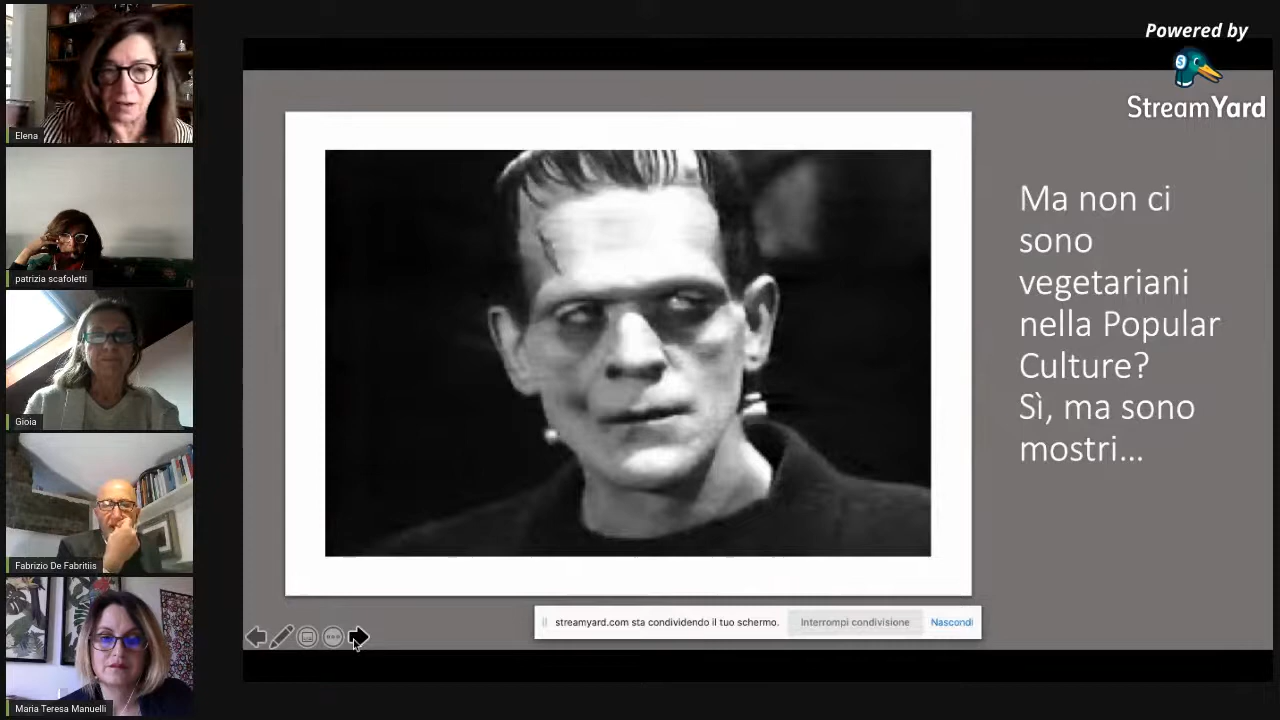 Elena
patrizia scafoletti
Gioia
Fabrizio De Fabritiis
Maria Teresa Manuelli
Powered by
StreamYard
Ma non ci
sono
vegetariani
nella Popular
Culture?
Sì, ma sono
mostri...
streamyard.com sta condividendo il tuo schermo.
Interrompi condivisione
Nascondi